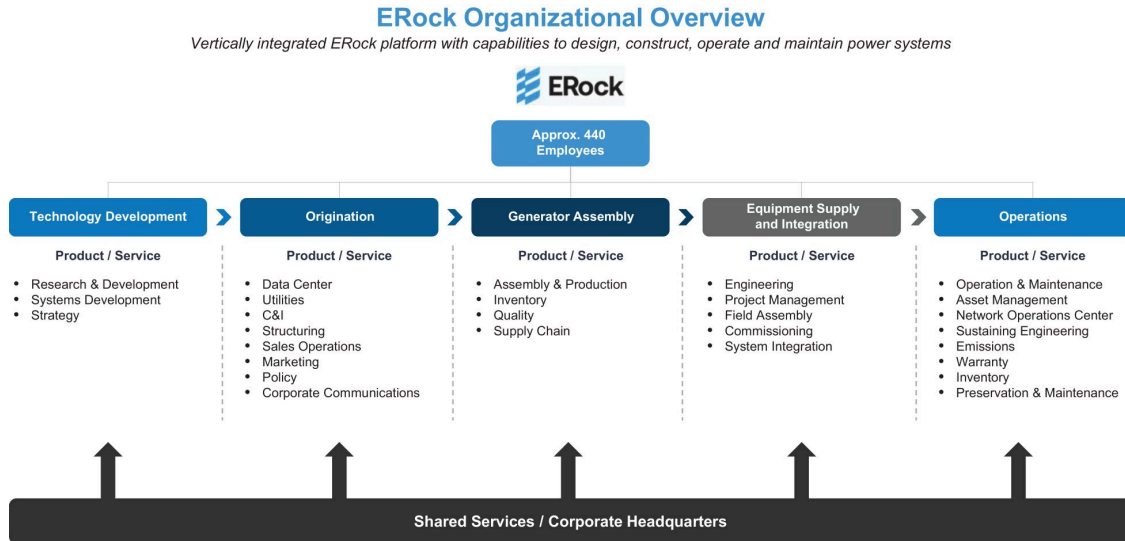 ERock Organizational Overview
Vertically integrated ERock platform with capabilities to design, construct, operate and maintain power systems
ERock
Approx. 440
Employees
Technology Development
Product / Service
• Research & Development
• Systems Development
• Strategy
Origination
Product / Service
• Data Center
• Utilities
• C&I
• Structuring
• Sales Operations
• Marketing
• Policy
• Corporate Communications
Generator Assembly
Product / Service
• Assembly & Production
• Inventory
• Quality
• Supply Chain
Equipment Supply
and Integration
Product / Service
• Engineering
• Project Management
• Field Assembly
• Commissioning
• System Integration
Operations
Product / Service
• Operation & Maintenance
• Asset Management
• Network Operations Center
• Sustaining Engineering
• Emissions
• Warranty
• Inventory
• Preservation & Maintenance
Shared Services / Corporate Headquarters